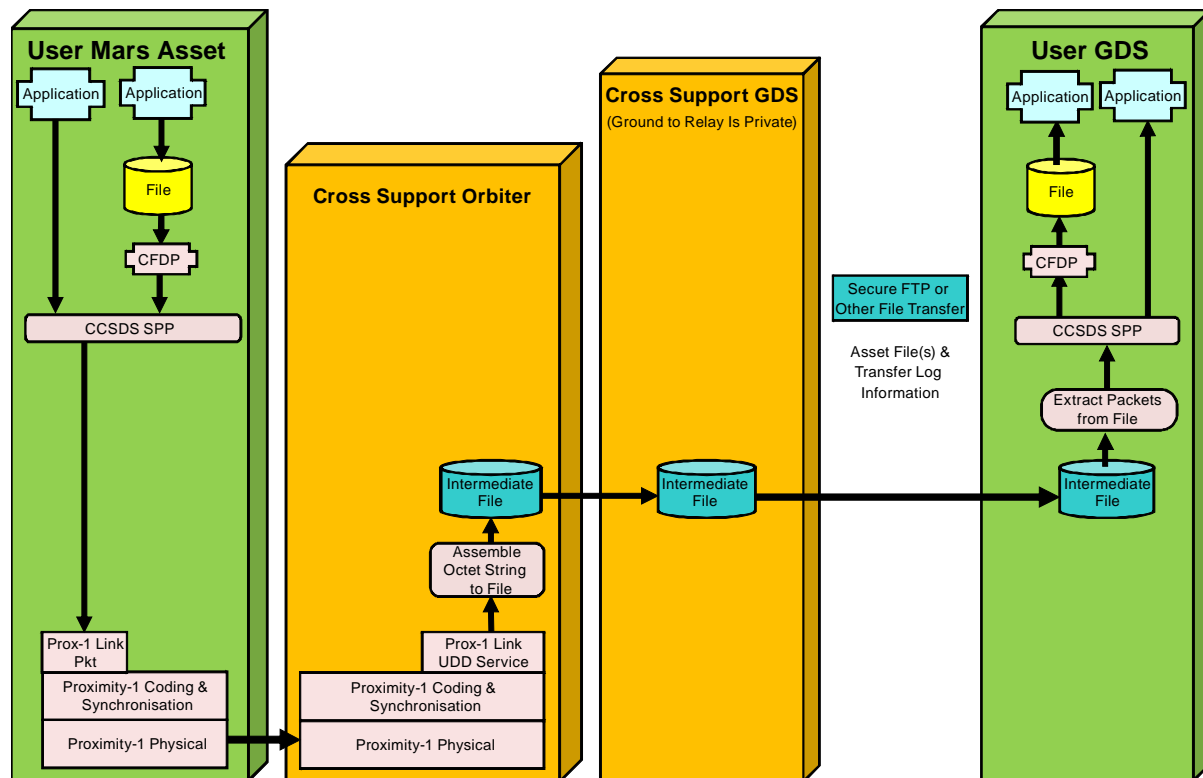 User Mars Asset
Application
Application
File
CFDP
CCSDS SPP
Prox-1 Link
Pkt
Proximity-1 Coding &
Synchronisation
Proximity-1 Physical
Cross Support Orbiter
Intermediate
File
Assemble
Octet String
to File
Prox-1 Link
UDD Service
Proximity-1 Coding &
Synchronisation
Proximity-1 Physical
Cross Support GDS
(Ground to Relay Is Private)
Intermediate
File
Secure FTP or
Other File Transfer
Asset File(s) &
Transfer Log
Information
User GDS
Application
Application
File
CFDP
CCSDS SPP
Extract Packets
from File
Intermediate
File